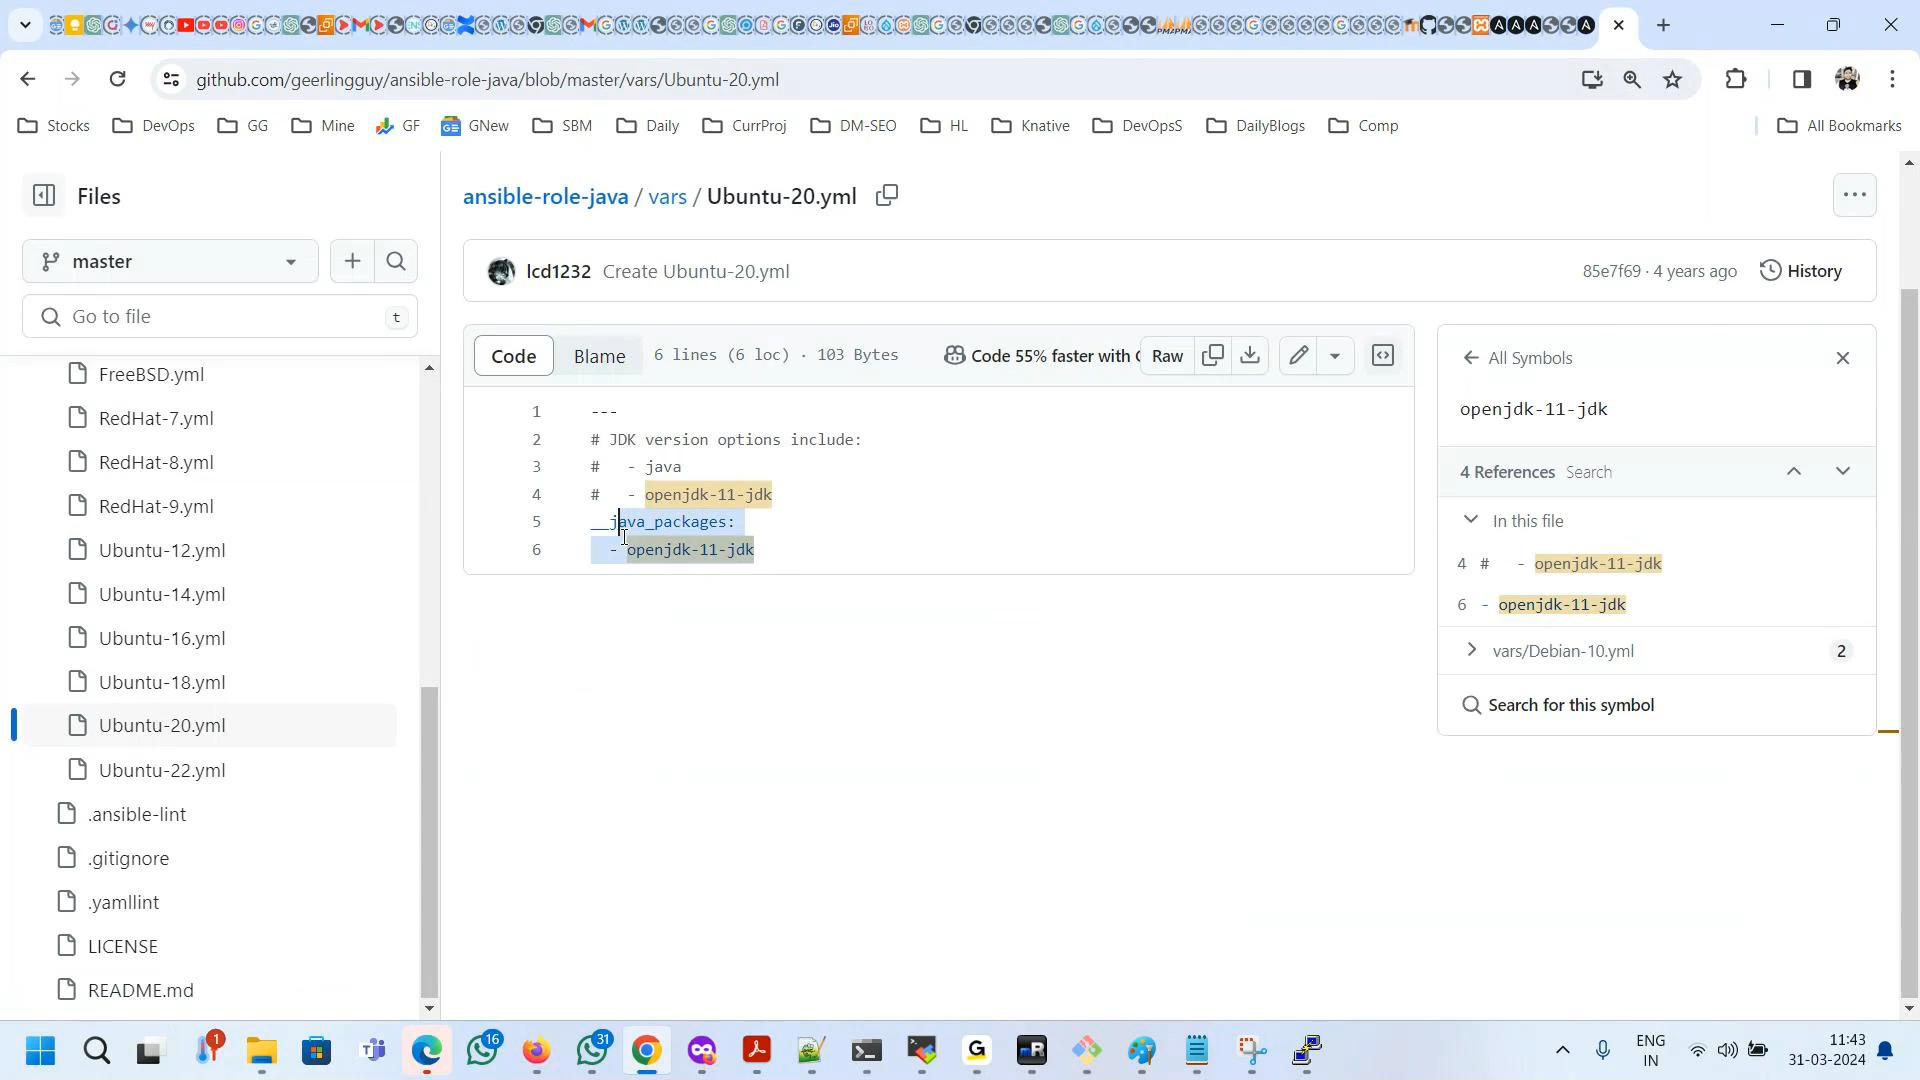 github.com/geerlingguy/ansible-role-java/blob/master/vars/Ubuntu-20.yml
Stocks DevOps GG Mine GF GNew SBM Daily CurrProj DM-SEO HL Knative DevOpsS DailyBlogs Comp All Bookmarks
Files
master
Go to file t
FreeBSD.yml
RedHat-7.yml
RedHat-8.yml
RedHat-9.yml
Ubuntu-12.yml
Ubuntu-14.yml
Ubuntu-16.yml
Ubuntu-18.yml
Ubuntu-20.yml
Ubuntu-22.yml
.ansible-lint
.gitignore
.yamllint
LICENSE
README.md
ansible-role-java / vars / Ubuntu-20.yml
lcd1232 Create Ubuntu-20.yml 85e7f69 · 4 years ago History
Code Blame 6 lines (6 loc) · 103 Bytes Code 55% faster with Raw
1 ---
2 # JDK version options include:
3 #   - java
4 #   - openjdk-11-jdk
5 __java_packages:
6   - openjdk-11-jdk
All Symbols
openjdk-11-jdk
4 References Search
In this file
4 #   - openjdk-11-jdk
6 - openjdk-11-jdk
vars/Debian-10.yml 2
Search for this symbol
1 16 31
ENG
IN
11:43
31-03-2024